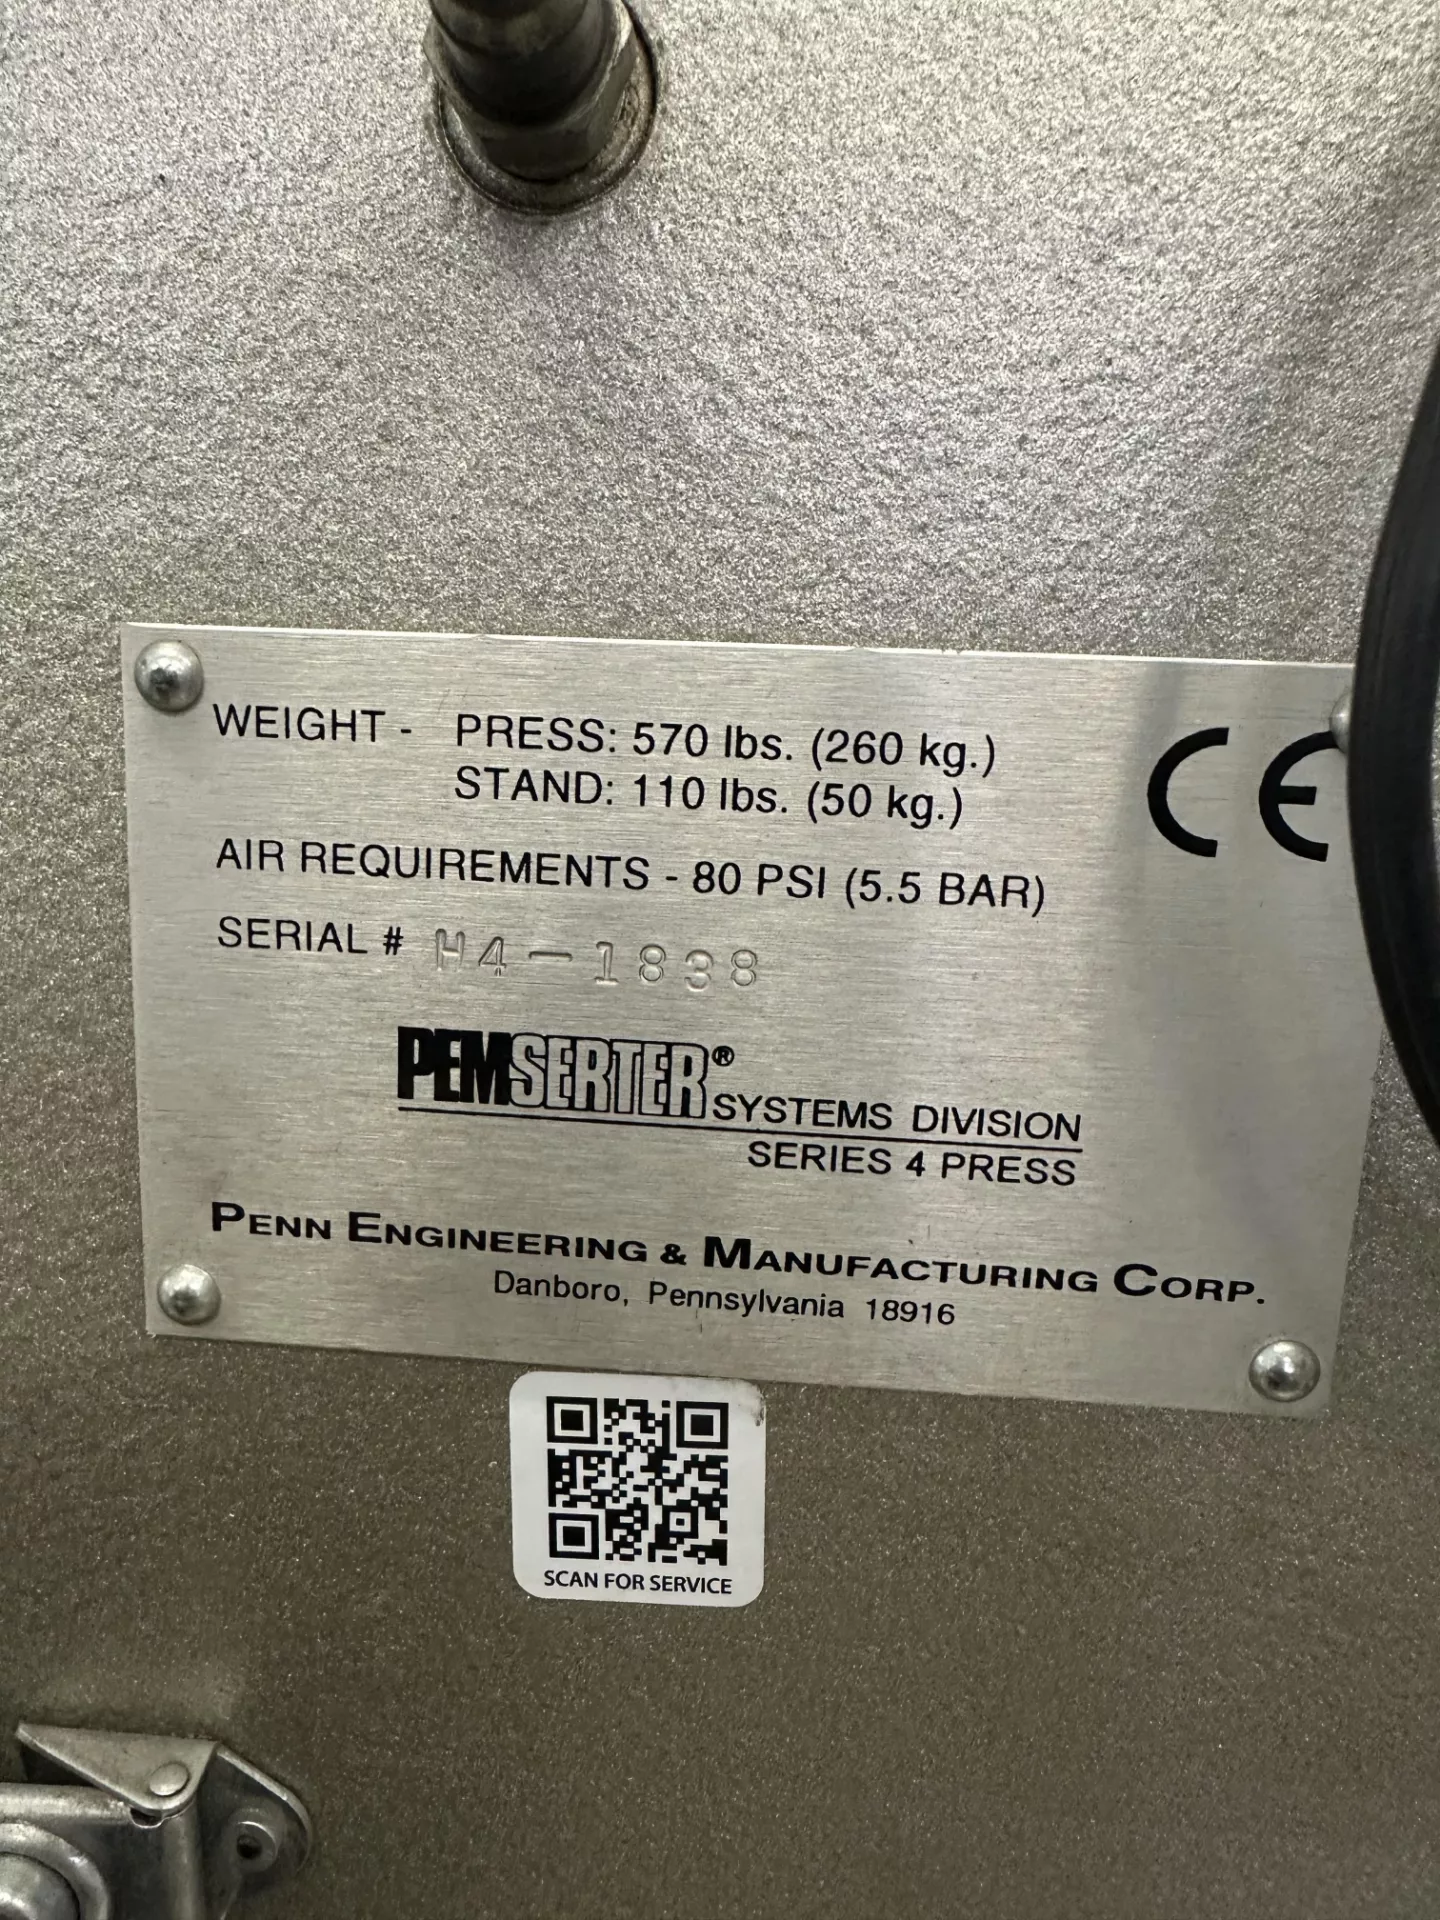 WEIGHT - PRESS: 570 lbs. (260 kg.)
STAND: 110 lbs. (50 kg.)
CE
AIR REQUIREMENTS - 80 PSI (5.5 BAR)
SERIAL # H4-1838
PEMSERTER® SYSTEMS DIVISION
SERIES 4 PRESS
PENN ENGINEERING & MANUFACTURING CORP.
Danboro, Pennsylvania 18916
SCAN FOR SERVICE